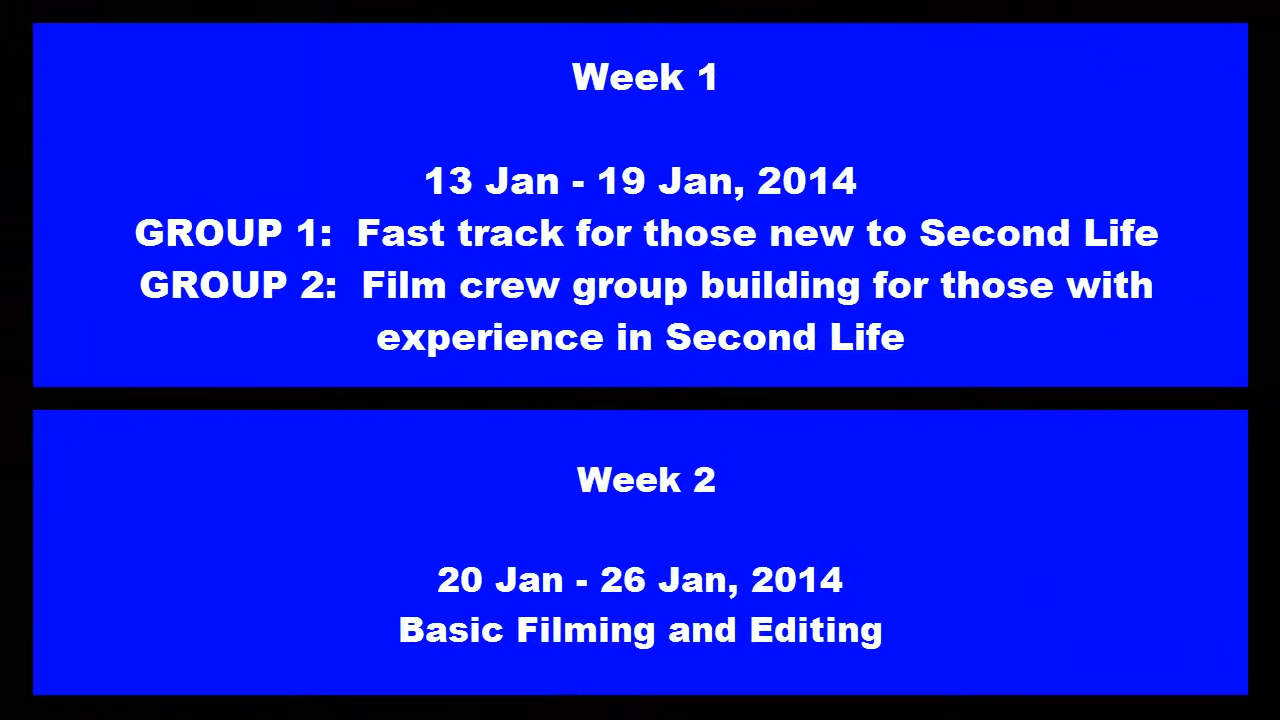 Week 1
13 Jan - 19 Jan, 2014
GROUP 1:  Fast track for those new to Second Life
GROUP 2:  Film crew group building for those with
experience in Second Life
Week 2
20 Jan - 26 Jan, 2014
Basic Filming and Editing